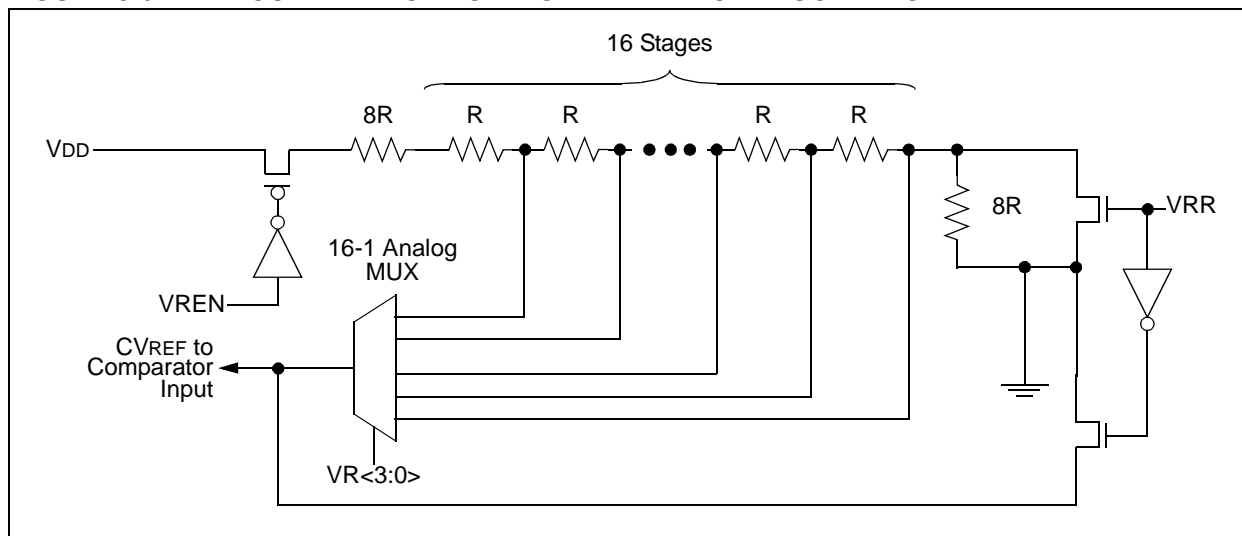 16 Stages
8R
R
R
R
R
VDD
8R
VRR
16-1 Analog
MUX
VREN
CVREF to
Comparator
Input
VR<3:0>